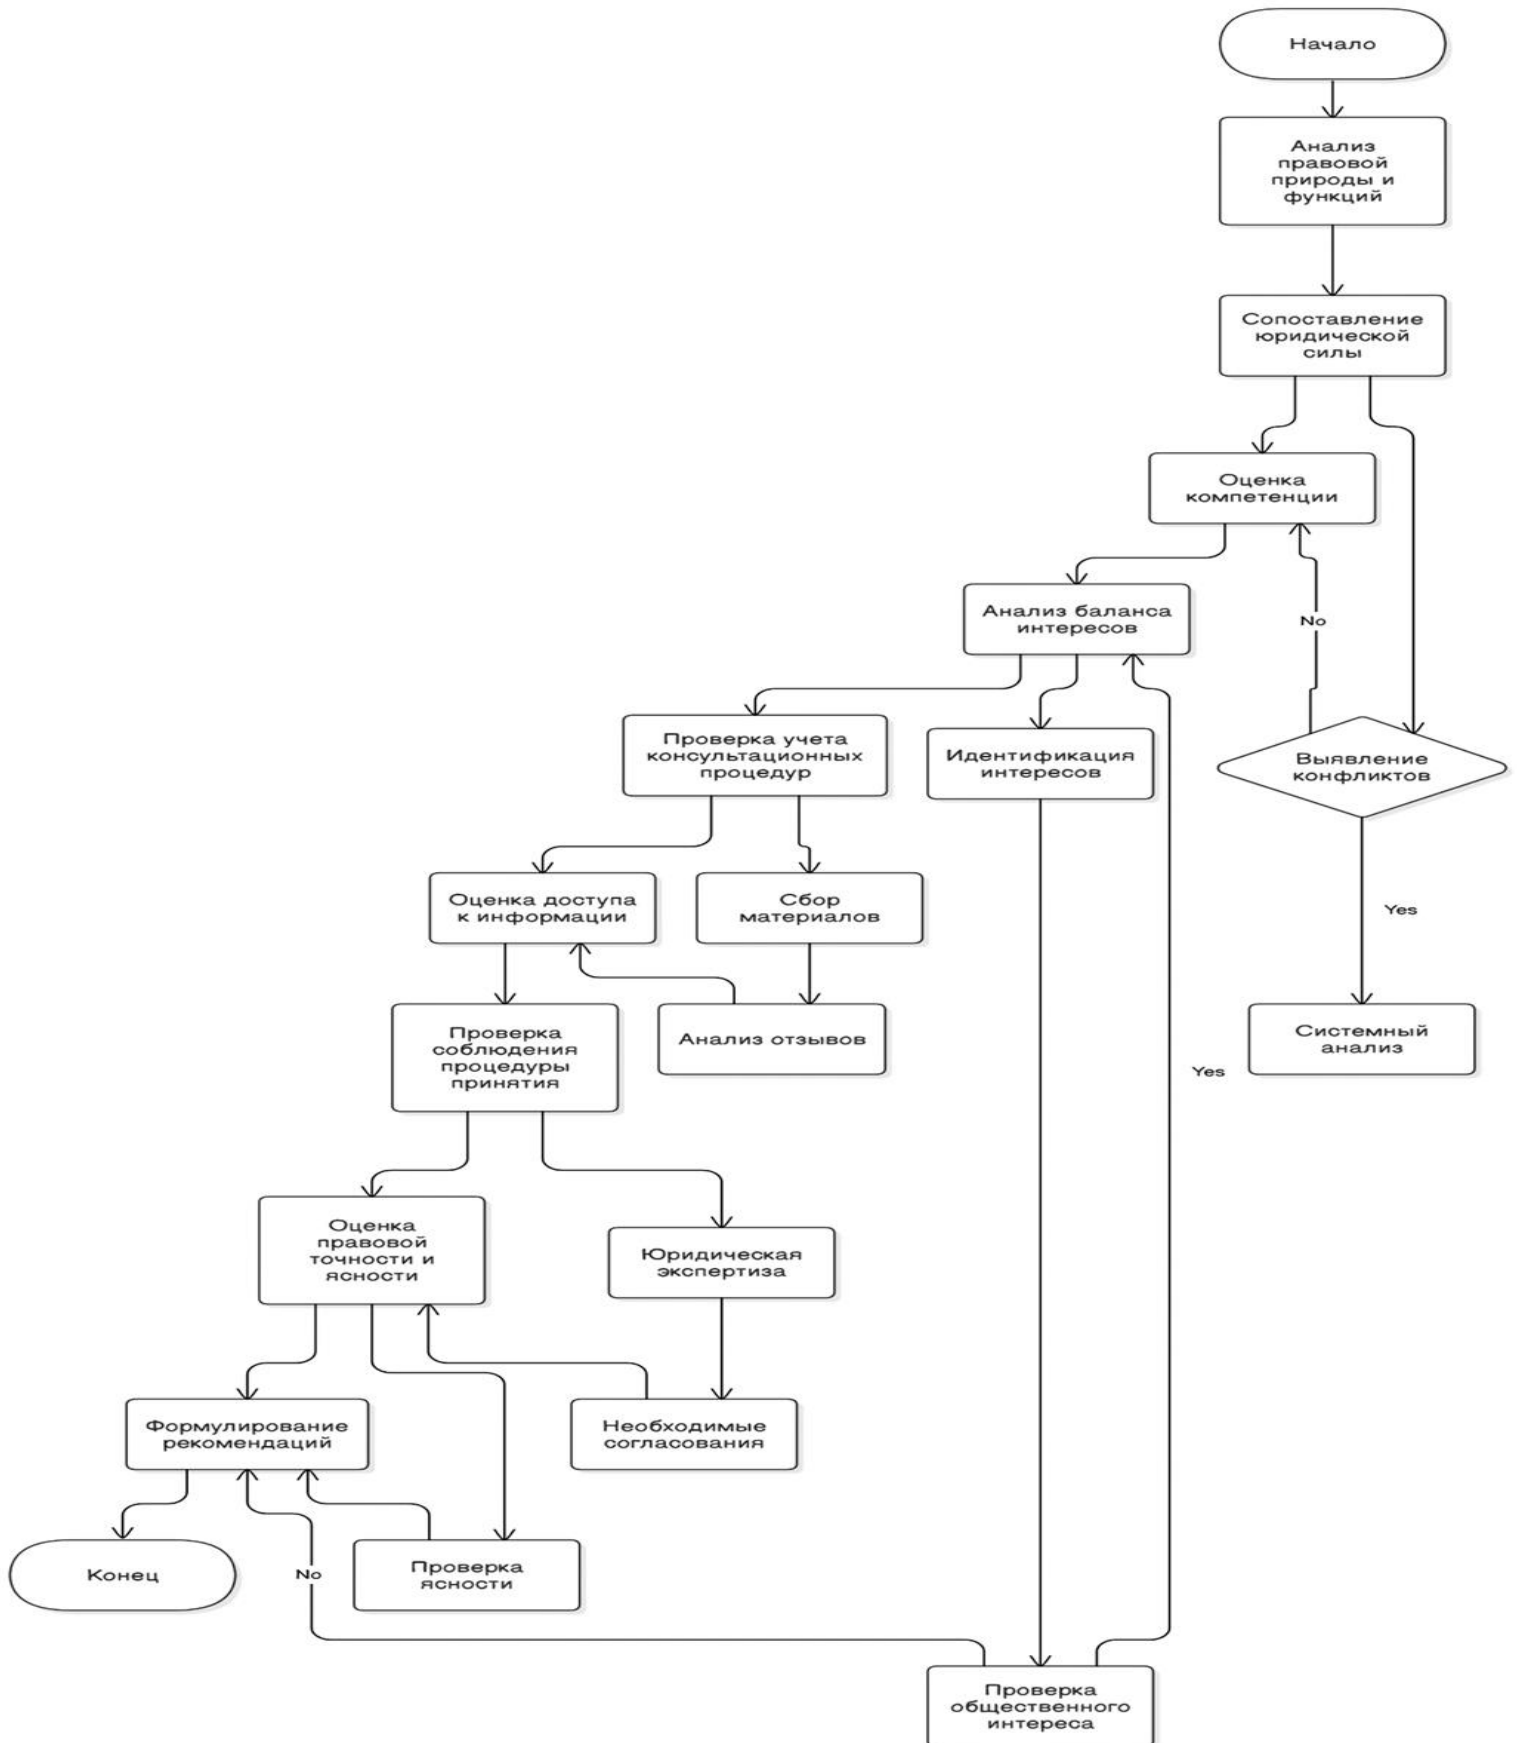 Начало
Анализ
правовой
природы и
функций
Сопоставление
юридической
силы
Оценка
компетенции
Анализ баланса
интересов
No
Проверка учета
консультационных
процедур
Идентификация
интересов
Выявление
конфликтов
Оценка доступа
к информации
Сбор
материалов
Yes
Проверка
соблюдения
процедуры
принятия
Анализ отзывов
Системный
анализ
Yes
Оценка
правовой
точности и
ясности
Юридическая
экспертиза
Формулирование
рекомендаций
Необходимые
согласования
Конец
No
Проверка
ясности
Проверка
общественного
интереса